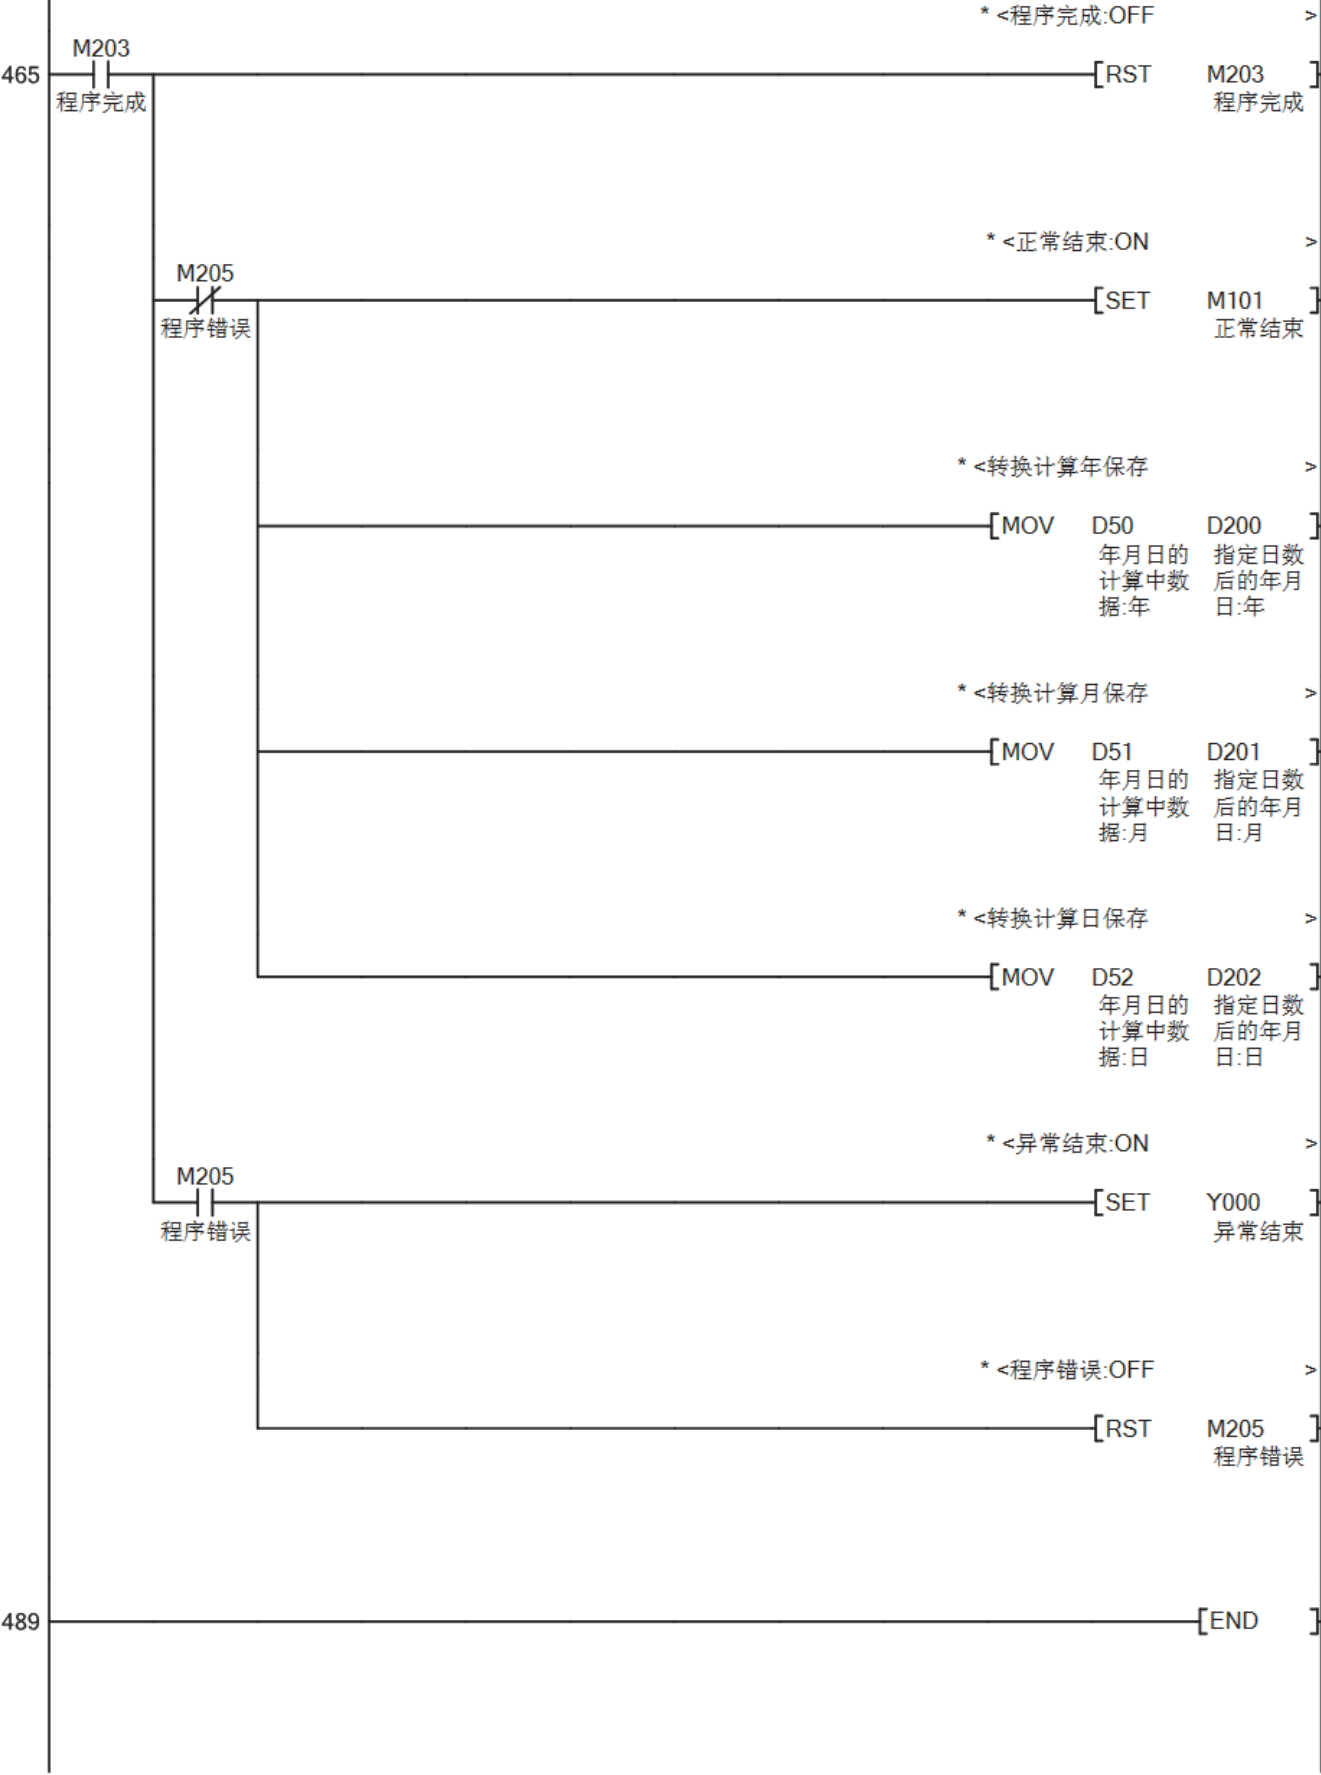 * <程序完成:OFF >
M203
465 [RST M203 ]
程序完成 程序完成
* <正常结束:ON >
M205
[SET M101 ]
程序错误 正常结束
* <转换计算年保存 >
[MOV D50 D200 ]
年月日的 指定日数
计算中数 后的年月
据:年 日:年
* <转换计算月保存 >
[MOV D51 D201 ]
年月日的 指定日数
计算中数 后的年月
据:月 日:月
* <转换计算日保存 >
[MOV D52 D202 ]
年月日的 指定日数
计算中数 后的年月
据:日 日:日
* <异常结束:ON >
M205
[SET Y000 ]
程序错误 异常结束
* <程序错误:OFF >
[RST M205 ]
程序错误
489 [END ]